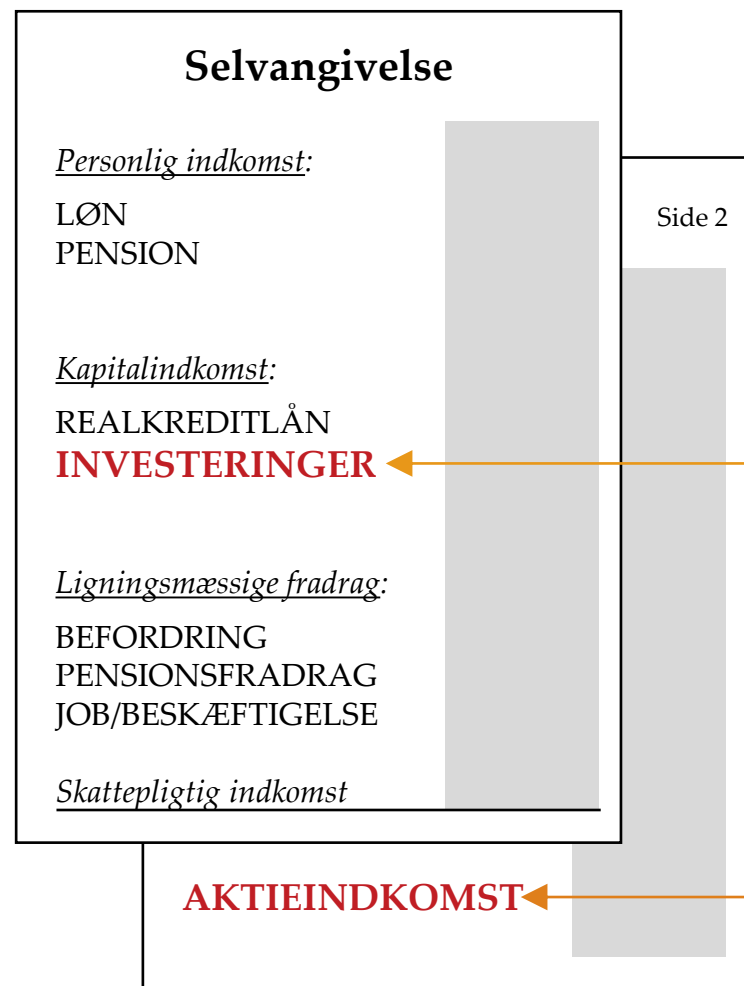 Selvangivelse
Personlig indkomst:
LØN
PENSION
Side 2
Kapitalindkomst:
REALKREDITLÅN
INVESTERINGER
Ligningsmæssige fradrag:
BEFORDRING
PENSIONSFRADRAG
JOB/BESKÆFTIGELSE
Skattepligtig indkomst
AKTIEINDKOMST